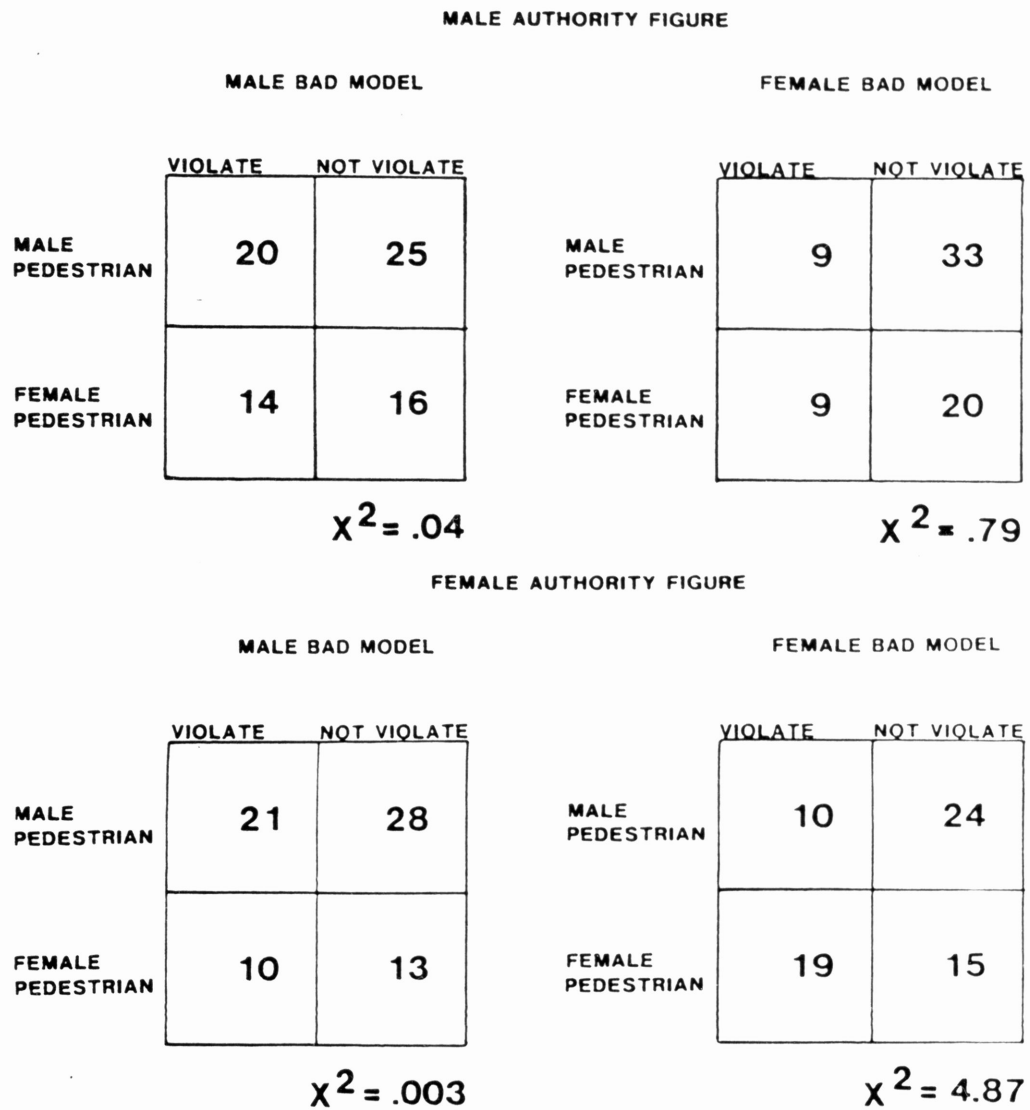 MALE AUTHORITY FIGURE
MALE BAD MODEL
FEMALE BAD MODEL
VIOLATE NOT VIOLATE
VIOLATE NOT VIOLATE
MALE
PEDESTRIAN
20 25
MALE
PEDESTRIAN
9 33
FEMALE
PEDESTRIAN
14 16
FEMALE
PEDESTRIAN
9 20
X² = .04
X² = .79
FEMALE AUTHORITY FIGURE
MALE BAD MODEL
FEMALE BAD MODEL
VIOLATE NOT VIOLATE
VIOLATE NOT VIOLATE
MALE
PEDESTRIAN
21 28
MALE
PEDESTRIAN
10 24
FEMALE
PEDESTRIAN
10 13
FEMALE
PEDESTRIAN
19 15
X² = .003
X² = 4.87